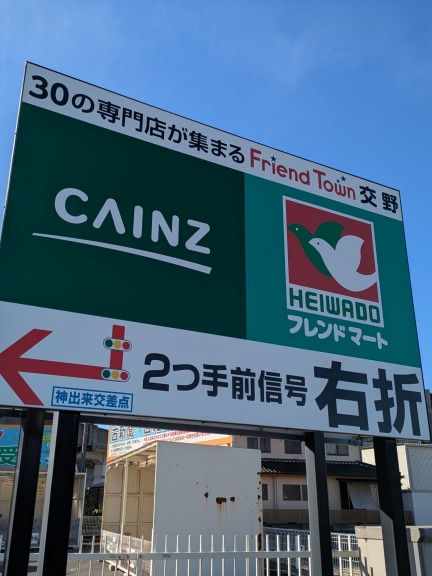 30の専門店が集まる Friend Town 交野
CAINZ
HEIWADO
フレンドマート
2つ手前信号 右折
神出来交差点